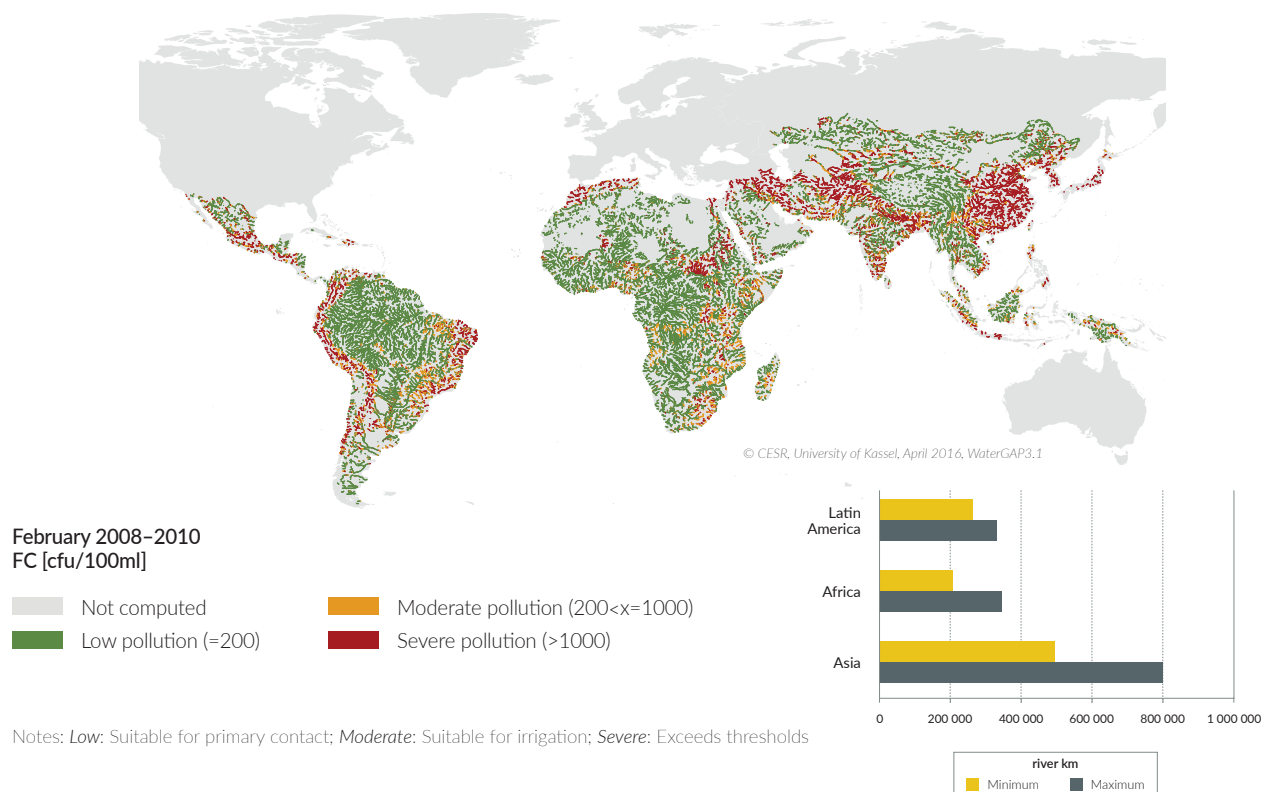 © CESR, University of Kassel, April 2016, WaterGAP3.1
February 2008–2010
FC [cfu/100ml]
Not computed
Moderate pollution (200<x=1000)
Low pollution (=200)
Severe pollution (>1000)
Notes: Low: Suitable for primary contact; Moderate: Suitable for irrigation; Severe: Exceeds thresholds
Latin
America
Africa
Asia
0 200 000 400 000 600 000 800 000 1 000 000
river km
Minimum Maximum